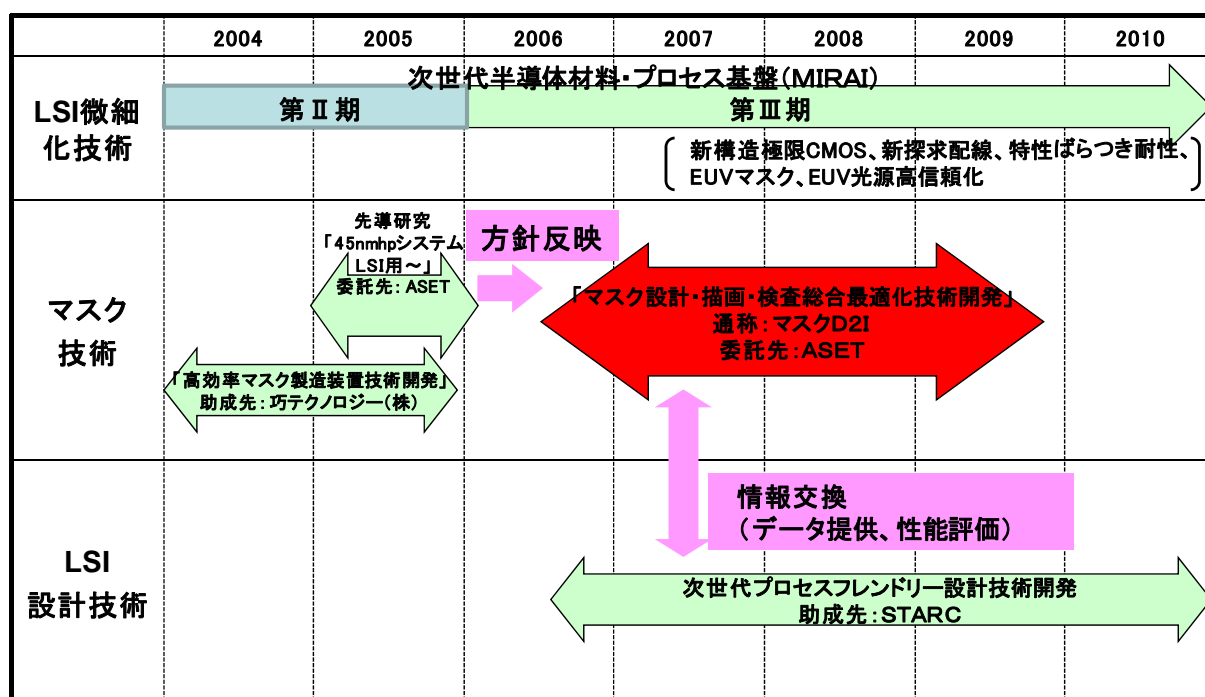 2004 2005 2006 2007 2008 2009 2010
LSI微細
化技術
次世代半導体材料・プロセス基盤（MIRAI）
第Ⅱ期
第Ⅲ期
新構造極限CMOS、新探求配線、特性ばらつき耐性、
EUVマスク、EUV光源高信頼化
マスク
技術
先導研究
「45nmhpシステム
LSI用～」
委託先：ASET
方針反映
「マスク設計・描画・検査総合最適化技術開発」
通称：マスクD2I
委託先：ASET
「高効率マスク製造装置技術開発」
助成先：巧テクノロジー（株）
情報交換
（データ提供、性能評価）
LSI
設計技術
次世代プロセスフレンドリー設計技術開発
助成先：STARC